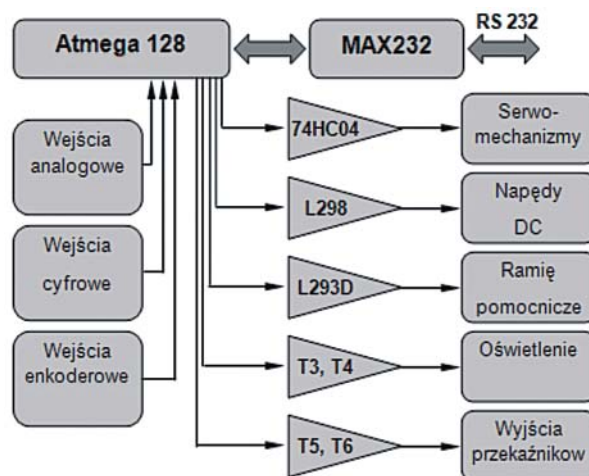 Atmega 128
MAX232
RS 232
Wejścia
analogowe
Wejścia
cyfrowe
Wejścia
enkoderowe
74HC04
L298
L293D
T3, T4
T5, T6
Serwo-
mechanizmy
Napędy
DC
Ramię
pomocnicze
Oświetlenie
Wyjścia
przekaźnikow